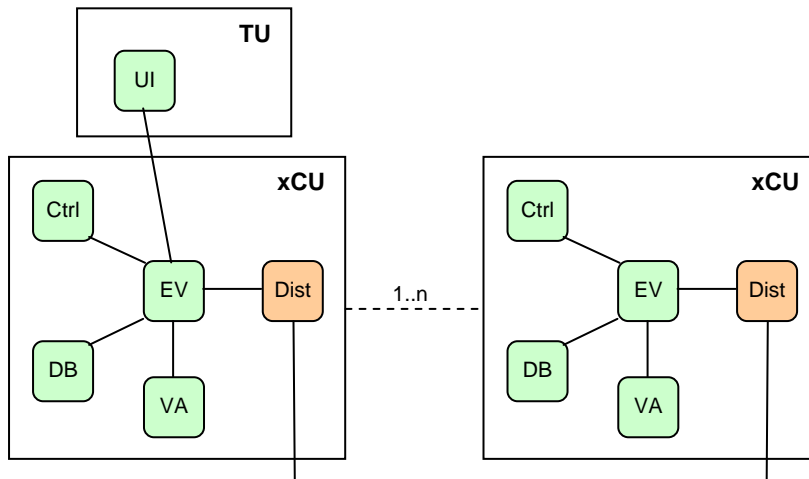 TU
UI
xCU
Ctrl
EV
Dist
DB
VA
1..n
xCU
Ctrl
EV
Dist
DB
VA